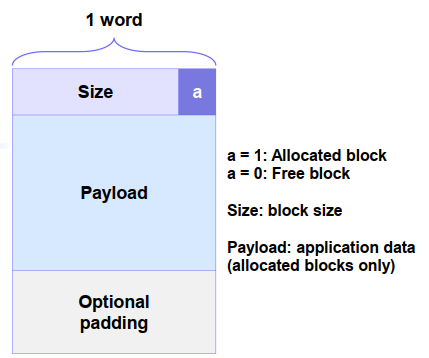 1 word
Size
a
Payload
a = 1: Allocated block
a = 0: Free block
Size: block size
Payload: application data
(allocated blocks only)
Optional
padding